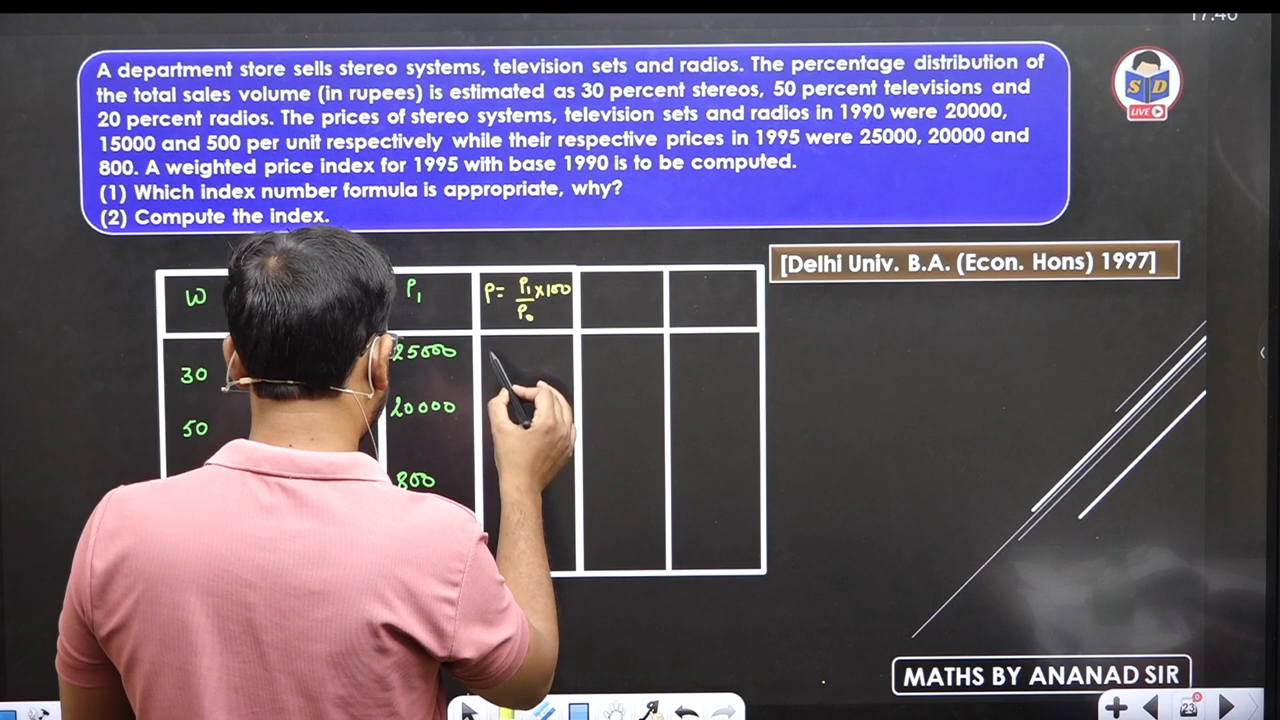 A department store sells stereo systems, television sets and radios. The percentage distribution of
the total sales volume (in rupees) is estimated as 30 percent stereos, 50 percent televisions and
20 percent radios. The prices of stereo systems, television sets and radios in 1990 were 20000,
15000 and 500 per unit respectively while their respective prices in 1995 were 25000, 20000 and
800. A weighted price index for 1995 with base 1990 is to be computed.
(1) Which index number formula is appropriate, why?
(2) Compute the index.
S D
LIVE
[Delhi Univ. B.A. (Econ. Hons) 1997]
W P₁ P = P₁/P₀ × 100
30 25000
50 20000
800
MATHS BY ANANAD SIR
23